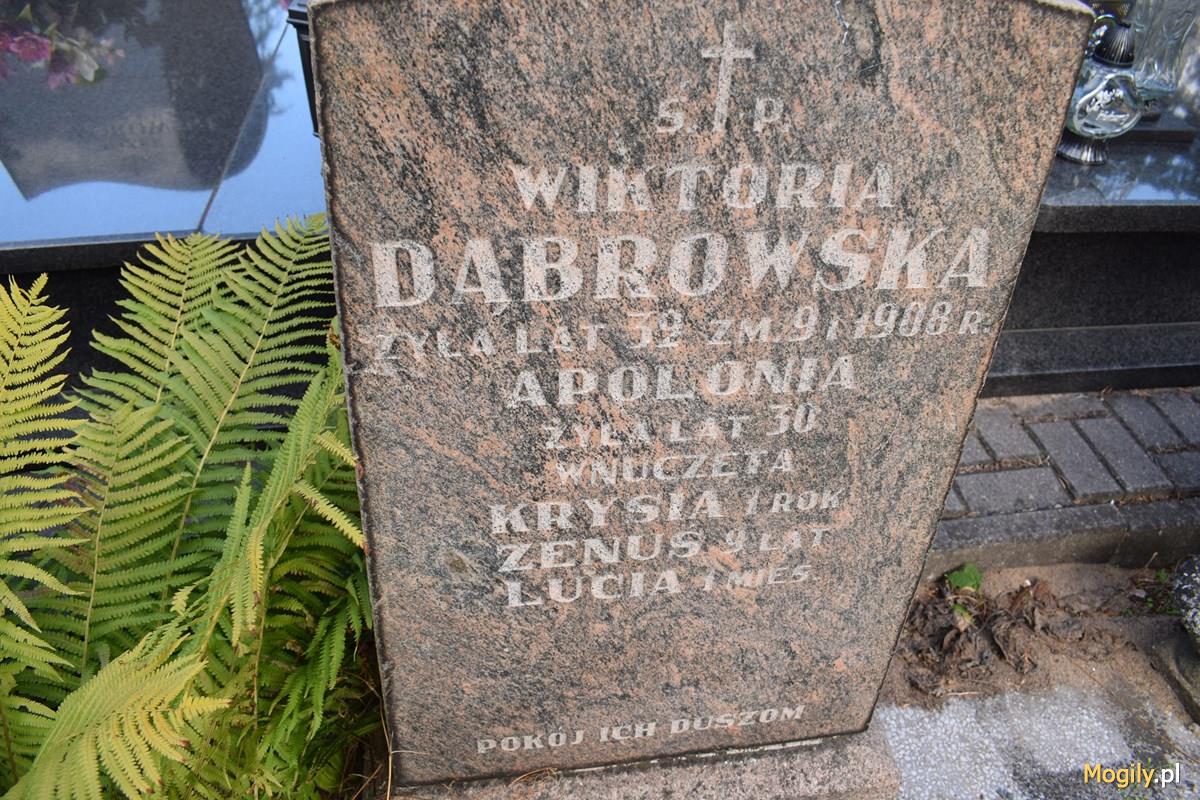 Ś. P.
WIKTORIA
DĄBROWSKA
ŻYŁA LAT 32 ZM. 9 I 1908 R.
APOLONIA
ŻYŁA LAT 30
WNUCZĘTA
KRYSIA 1 ROK
ZENUŚ 9 LAT
LUCIA 1 MIES.
POKÓJ ICH DUSZOM
Mogily.pl